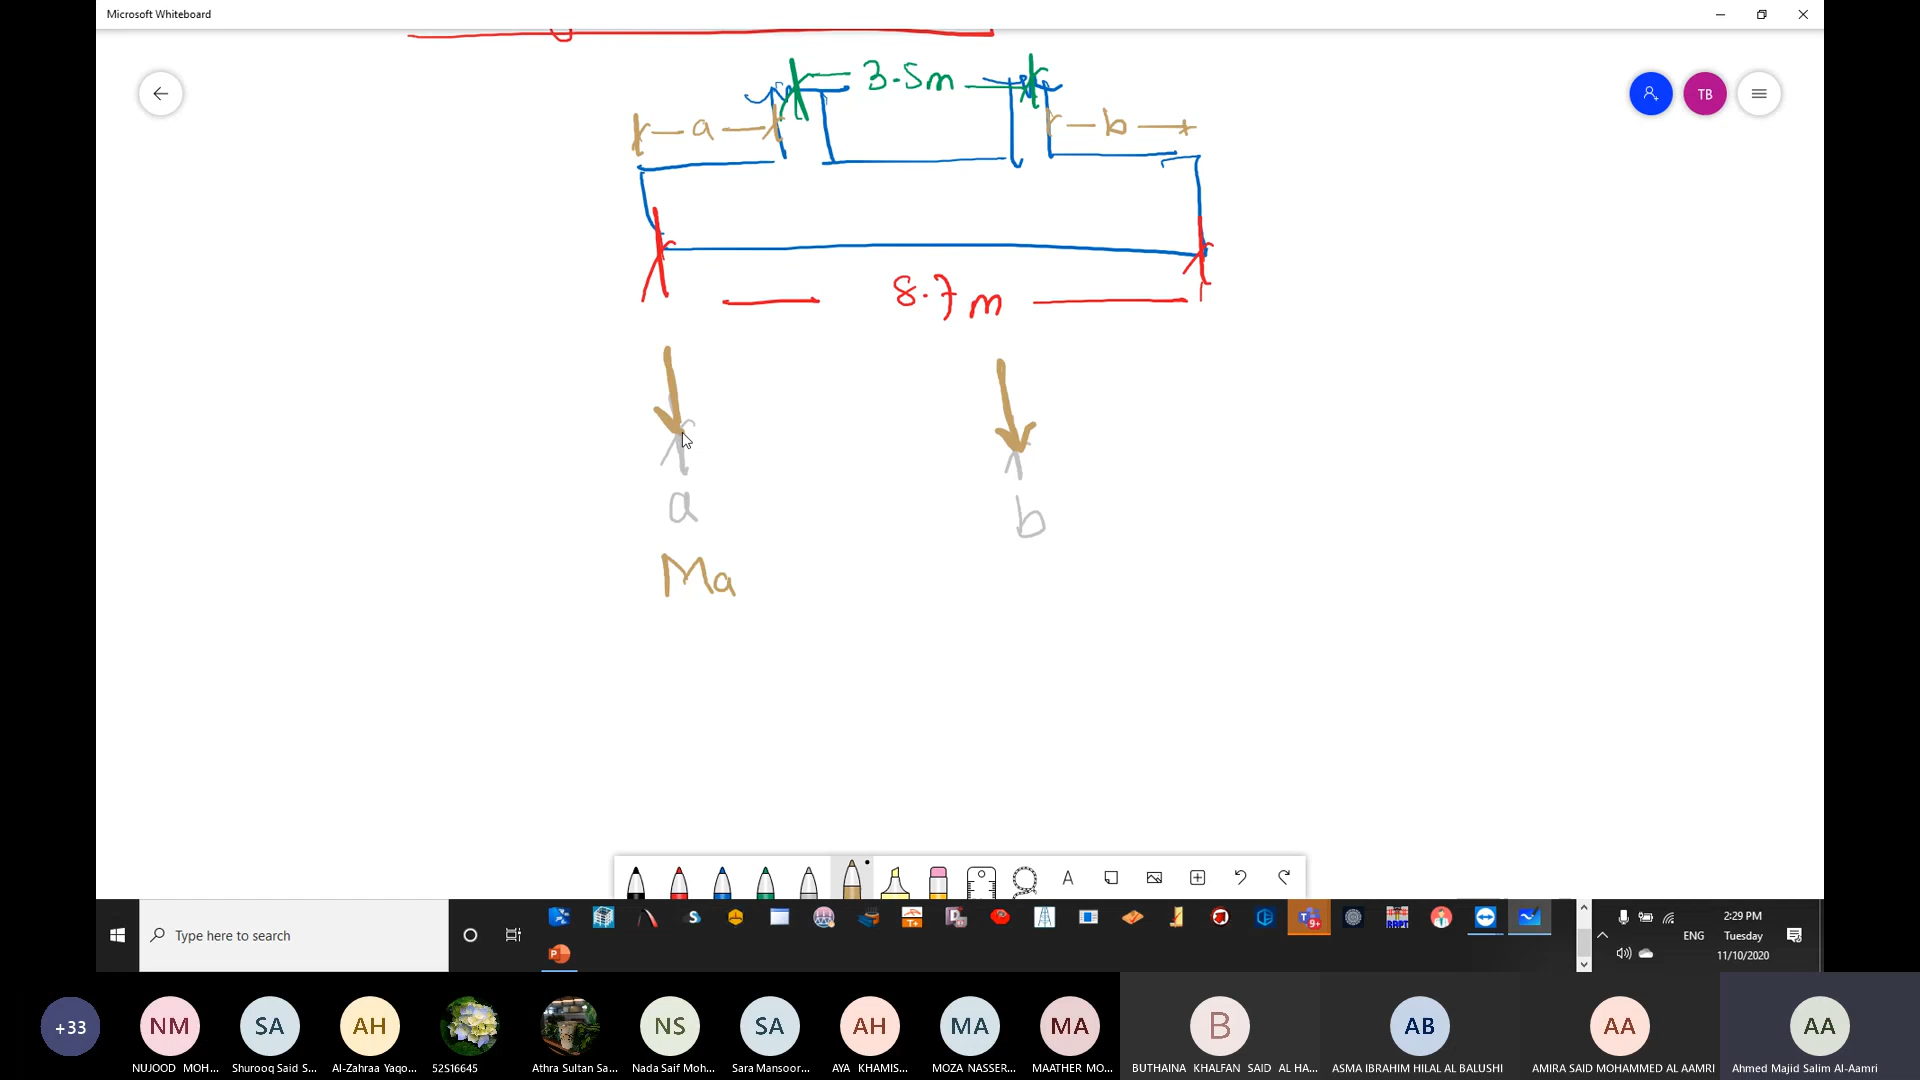 Microsoft Whiteboard
3.5m
a
b
TB
8.7m
a
b
Ma
A
Type here to search
9+
ENG
2:29 PM
Tuesday
11/10/2020
+33
NM
SA
AH
NS
SA
AH
MA
MA
B
AB
AA
AA
NUJOOD MOH...
Shurooq Said S...
Al-Zahraa Yaqo...
52S16645
Athra Sultan Sa...
Nada Saif Moh...
Sara Mansoor...
AYA KHAMIS...
MOZA NASSER...
MAATHER MO...
BUTHAINA KHALFAN SAID AL HA...
ASMA IBRAHIM HILAL AL BALUSHI
AMIRA SAID MOHAMMED AL AAMRI
Ahmed Majid Salim Al-Aamri